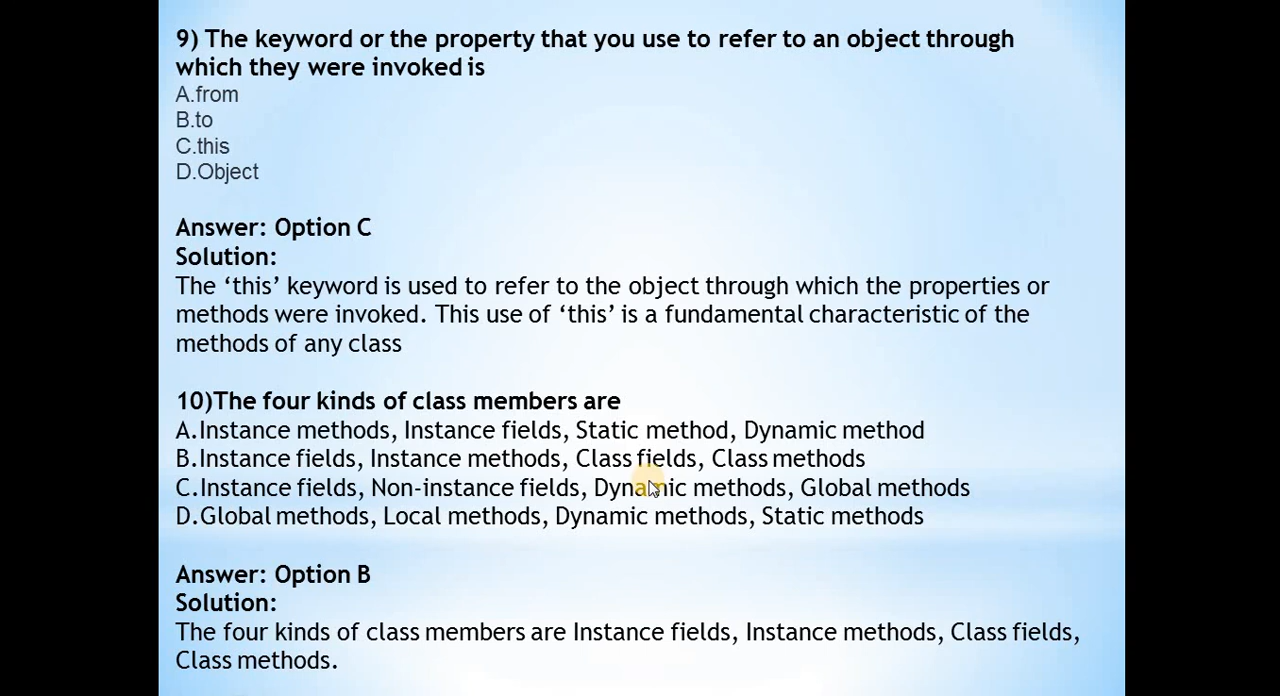 9) The keyword or the property that you use to refer to an object through
which they were invoked is
A.from
B.to
C.this
D.Object
Answer: Option C
Solution:
The ‘this’ keyword is used to refer to the object through which the properties or
methods were invoked. This use of ‘this’ is a fundamental characteristic of the
methods of any class
10)The four kinds of class members are
A.Instance methods, Instance fields, Static method, Dynamic method
B.Instance fields, Instance methods, Class fields, Class methods
C.Instance fields, Non-instance fields, Dynamic methods, Global methods
D.Global methods, Local methods, Dynamic methods, Static methods
Answer: Option B
Solution:
The four kinds of class members are Instance fields, Instance methods, Class fields,
Class methods.